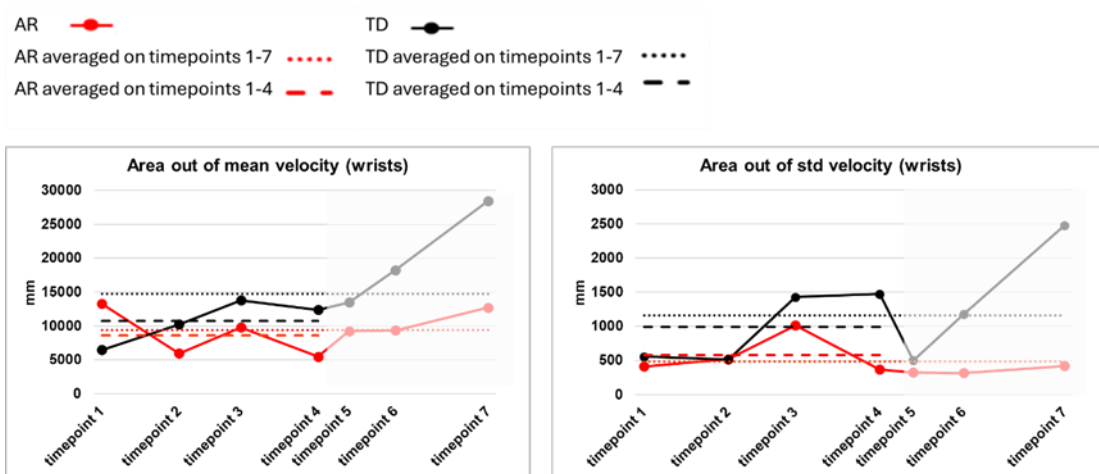 AR TD
AR averaged on timepoints 1-7 TD averaged on timepoints 1-7
AR averaged on timepoints 1-4 TD averaged on timepoints 1-4
Area out of mean velocity (wrists)
30000
25000
20000
15000
10000
5000
0
mm
timepoint 1
timepoint 2
timepoint 3
timepoint 4
timepoint 5
timepoint 6
timepoint 7
Area out of std velocity (wrists)
3000
2500
2000
1500
1000
500
0
mm
timepoint 1
timepoint 2
timepoint 3
timepoint 4
timepoint 5
timepoint 6
timepoint 7